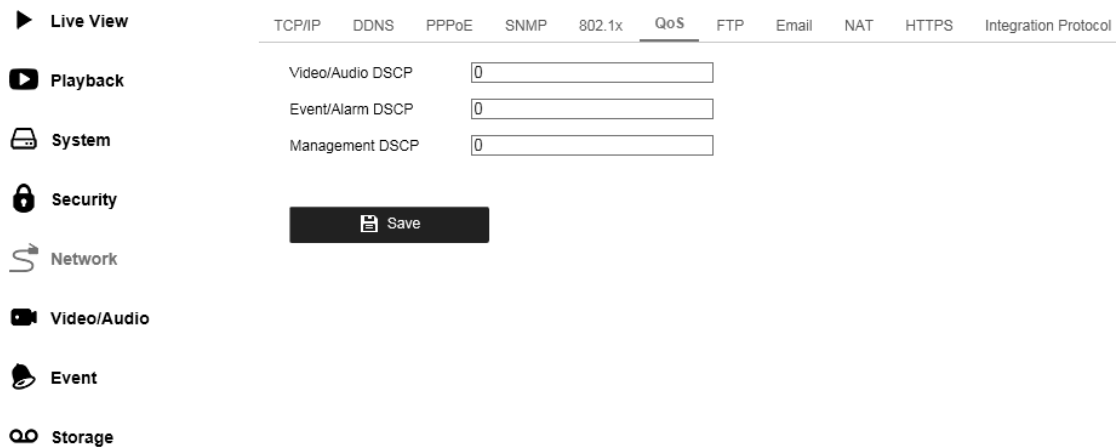 Live View
Playback
System
Security
Network
Video/Audio
Event
Storage
TCP/IP DDNS PPPoE SNMP 802.1x QoS FTP Email NAT HTTPS Integration Protocol
Video/Audio DSCP 0
Event/Alarm DSCP 0
Management DSCP 0
Save